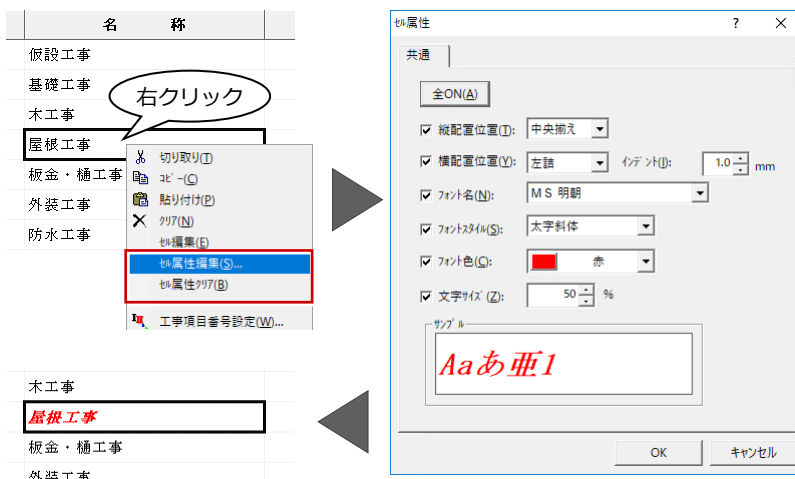 名 称
仮設工事
基礎工事
木工事
屋根工事
板金・樋工事
外装工事
防水工事
右クリック
切り取り(T)
コピー(C)
貼り付け(P)
クリア(N)
セル編集(E)
セル属性編集(S)...
セル属性クリア(B)
工事項目番号設定(W)...
セル属性
? ×
共通
全ON(A)
縦配置位置(T): 中央揃え
横配置位置(Y): 左詰 インデント(I): 1.0 mm
フォント名(N): MS 明朝
フォントスタイル(S): 太字斜体
フォント色(C): 赤
文字サイズ(Z): 50 %
サンプル
Aaあ亜1
OK キャンセル
木工事
屋根工事
板金・樋工事
外装工事